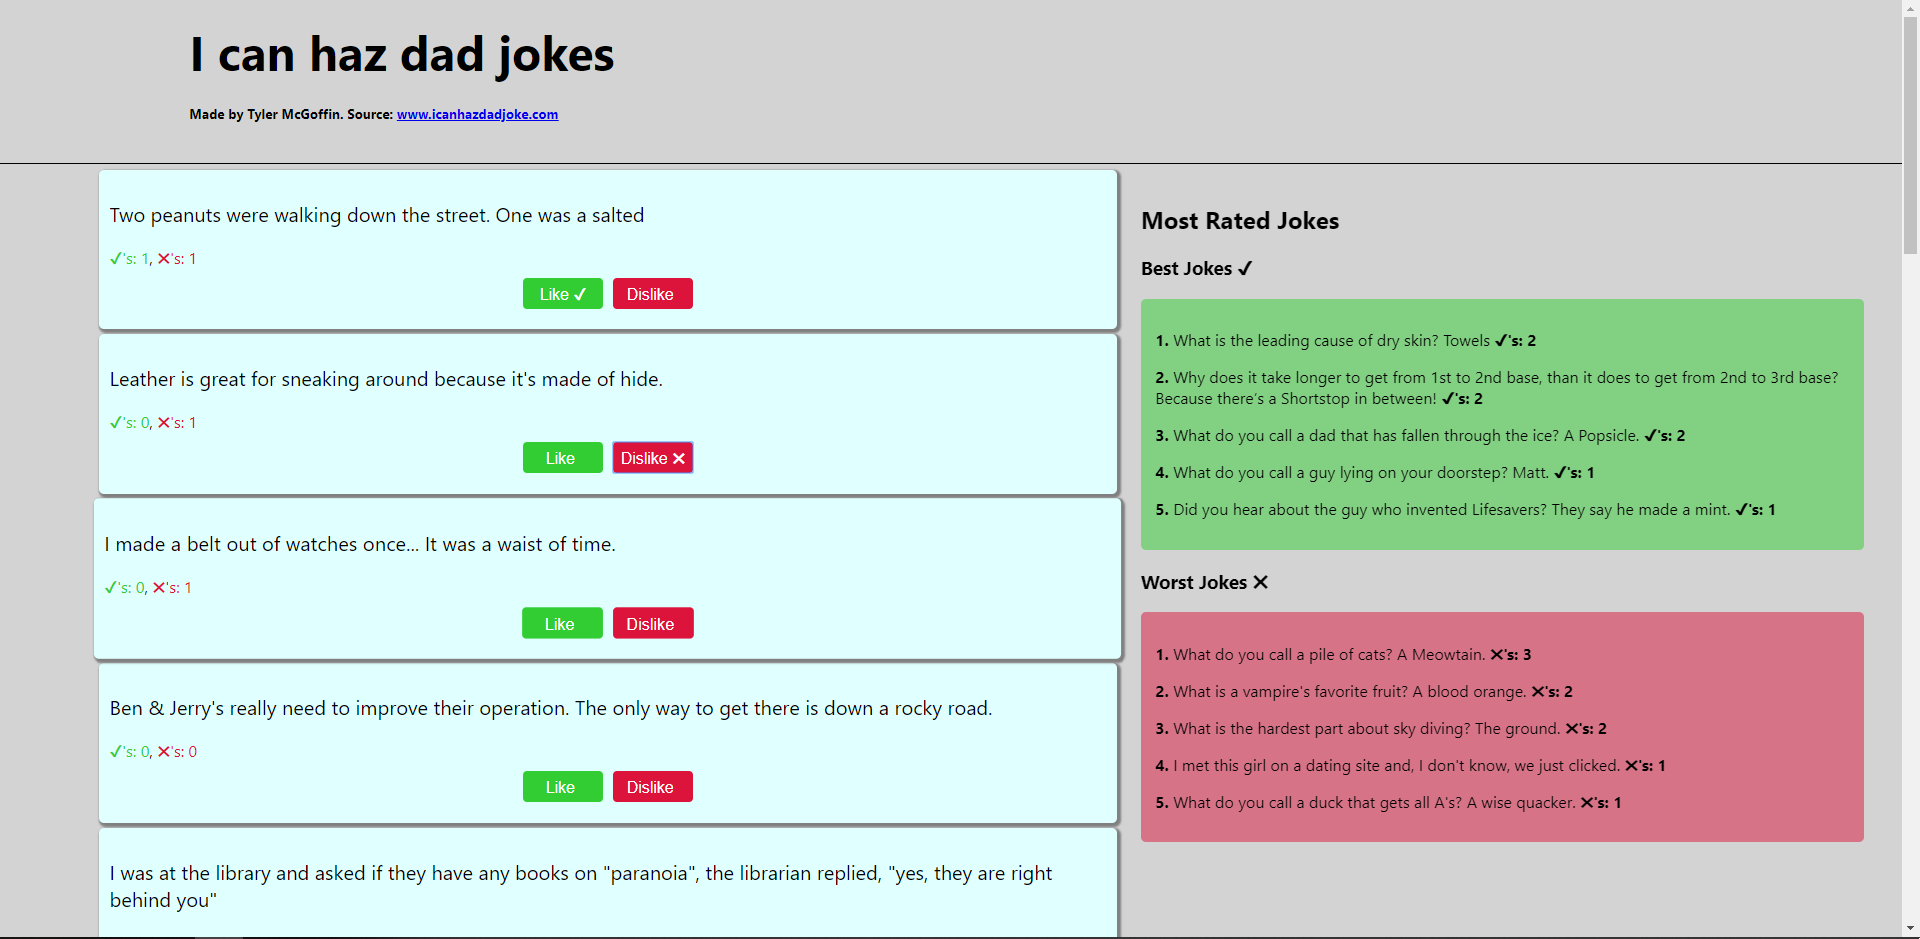 I can haz dad jokes
Made by Tyler McGoffin. Source: www.icanhazdadjoke.com
Two peanuts were walking down the street. One was a salted
✓'s: 1, ✕'s: 1
Like ✓ Dislike
Leather is great for sneaking around because it's made of hide.
✓'s: 0, ✕'s: 1
Like Dislike ✕
I made a belt out of watches once... It was a waist of time.
✓'s: 0, ✕'s: 1
Like Dislike
Ben & Jerry's really need to improve their operation. The only way to get there is down a rocky road.
✓'s: 0, ✕'s: 0
Like Dislike
I was at the library and asked if they have any books on "paranoia", the librarian replied, "yes, they are right
behind you"
Most Rated Jokes
Best Jokes ✓
1. What is the leading cause of dry skin? Towels ✓'s: 2
2. Why does it take longer to get from 1st to 2nd base, than it does to get from 2nd to 3rd base?
Because there's a Shortstop in between! ✓'s: 2
3. What do you call a dad that has fallen through the ice? A Popsicle. ✓'s: 2
4. What do you call a guy lying on your doorstep? Matt. ✓'s: 1
5. Did you hear about the guy who invented Lifesavers? They say he made a mint. ✓'s: 1
Worst Jokes ✕
1. What do you call a pile of cats? A Meowtain. ✕'s: 3
2. What is a vampire's favorite fruit? A blood orange. ✕'s: 2
3. What is the hardest part about sky diving? The ground. ✕'s: 2
4. I met this girl on a dating site and, I don't know, we just clicked. ✕'s: 1
5. What do you call a duck that gets all A's? A wise quacker. ✕'s: 1